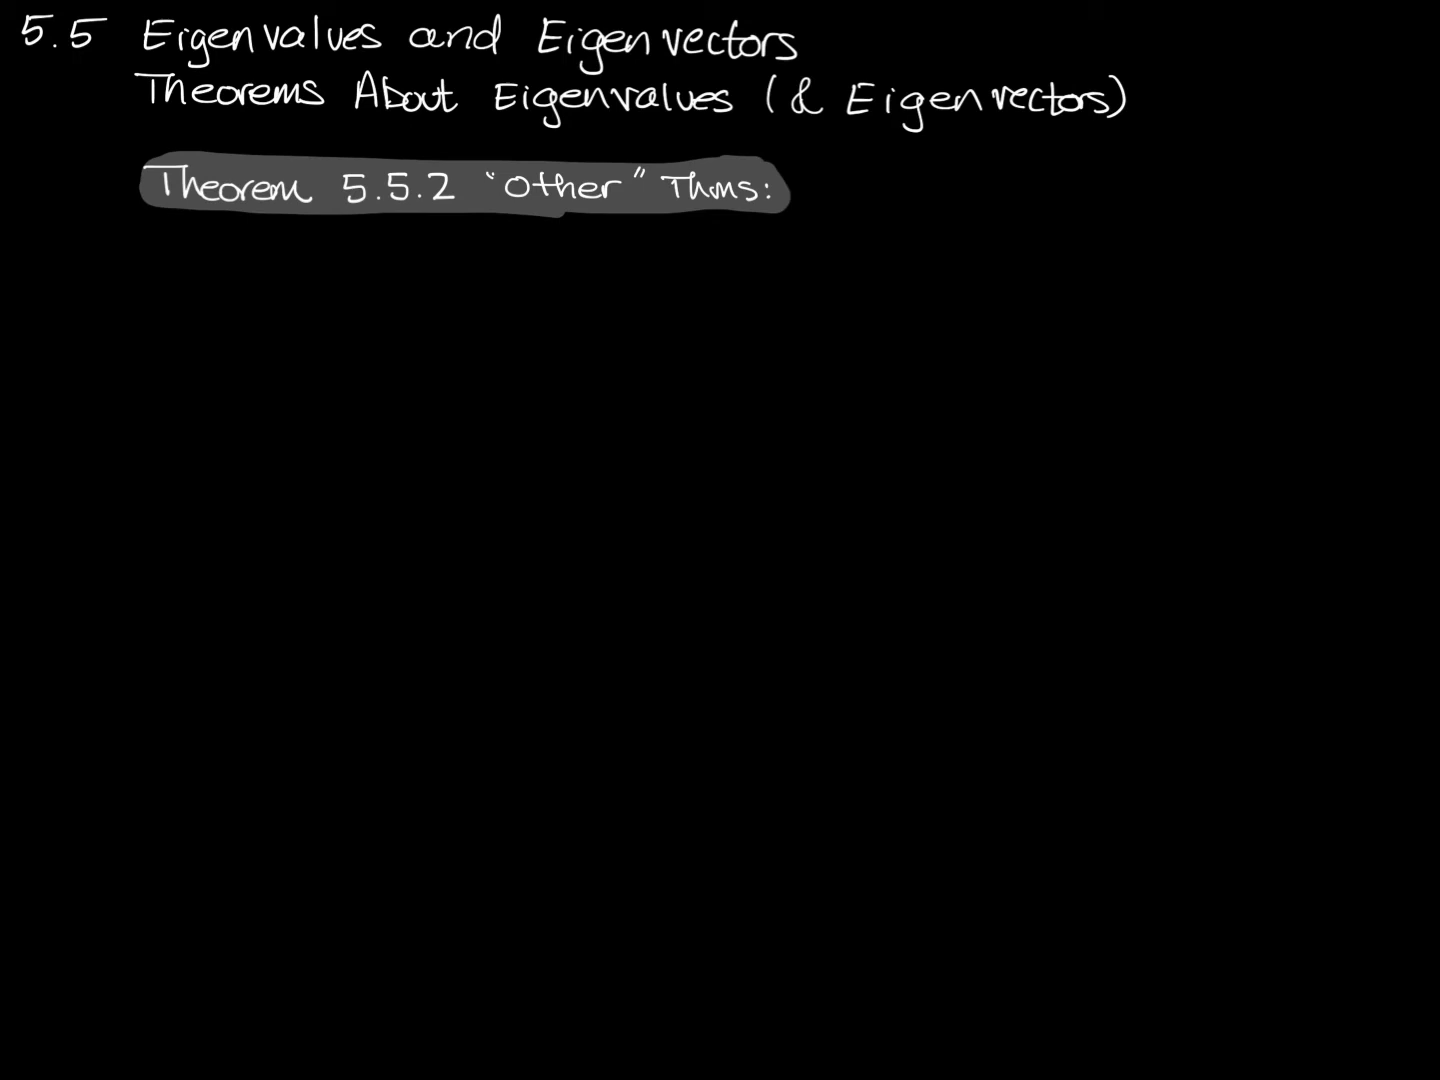 5.5 Eigenvalues and Eigenvectors
Theorems About Eigenvalues (& Eigenvectors)
Theorem 5.5.2 "Other" Thms: